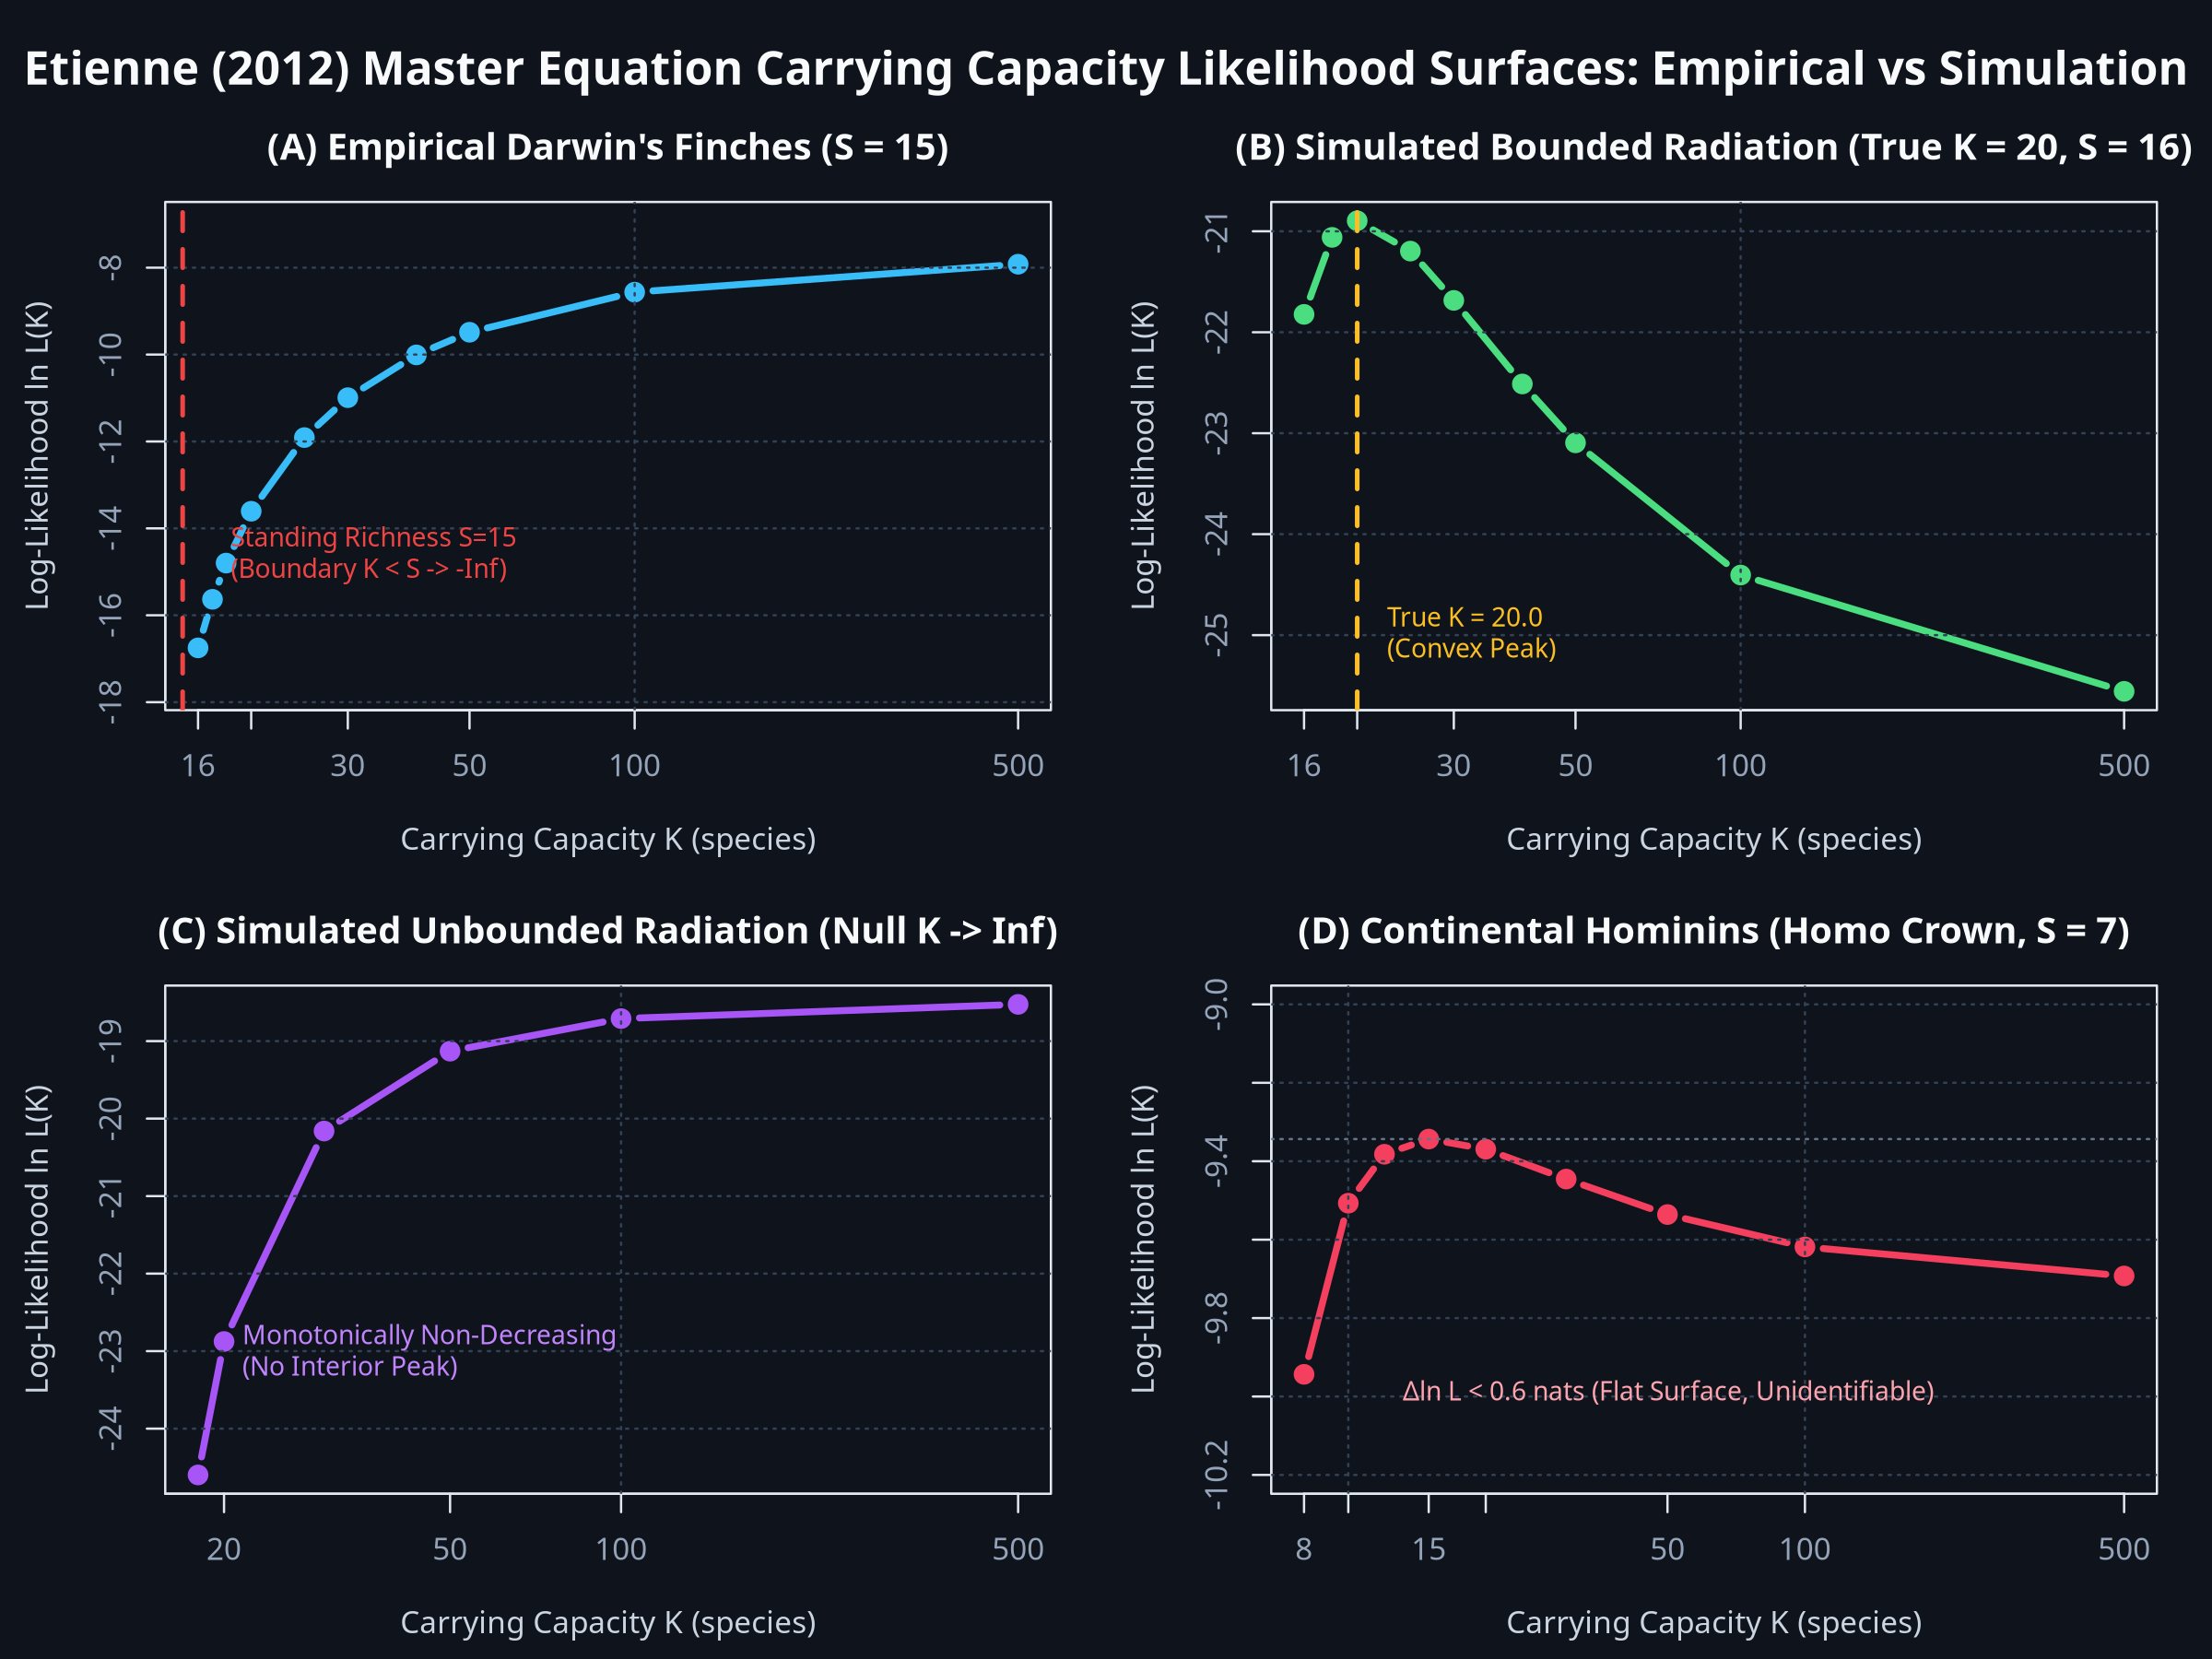 Etienne (2012) Master Equation Carrying Capacity Likelihood Surfaces: Empirical vs Simulation
(A) Empirical Darwin's Finches (S = 15)
Log-Likelihood ln L(K)
-8
-10
-12
-14
-16
-18
Standing Richness S=15
(Boundary K < S -> -Inf)
16 30 50 100 500
Carrying Capacity K (species)
(B) Simulated Bounded Radiation (True K = 20, S = 16)
Log-Likelihood ln L(K)
-21
-22
-23
-24
-25
True K = 20.0
(Convex Peak)
16 30 50 100 500
Carrying Capacity K (species)
(C) Simulated Unbounded Radiation (Null K -> Inf)
Log-Likelihood ln L(K)
-19
-20
-21
-22
-23
-24
Monotonically Non-Decreasing
(No Interior Peak)
20 50 100 500
Carrying Capacity K (species)
(D) Continental Hominins (Homo Crown, S = 7)
Log-Likelihood ln L(K)
-9.0
-9.4
-9.8
-10.2
Δln L < 0.6 nats (Flat Surface, Unidentifiable)
8 15 50 100 500
Carrying Capacity K (species)